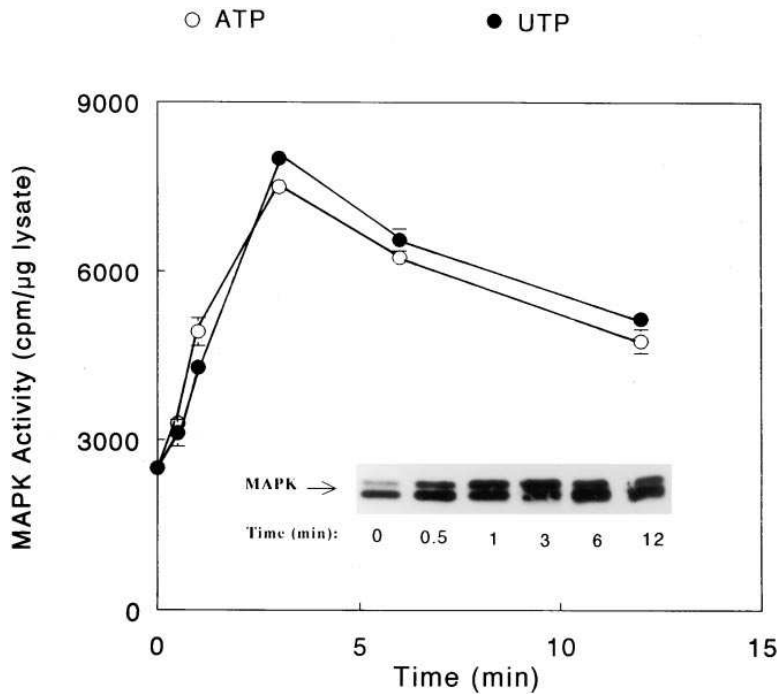 ATP UTP
MAPK Activity (cpm/µg lysate)
9000
6000
3000
0
MAPK
Time (min): 0 0.5 1 3 6 12
0 5 10 15
Time (min)